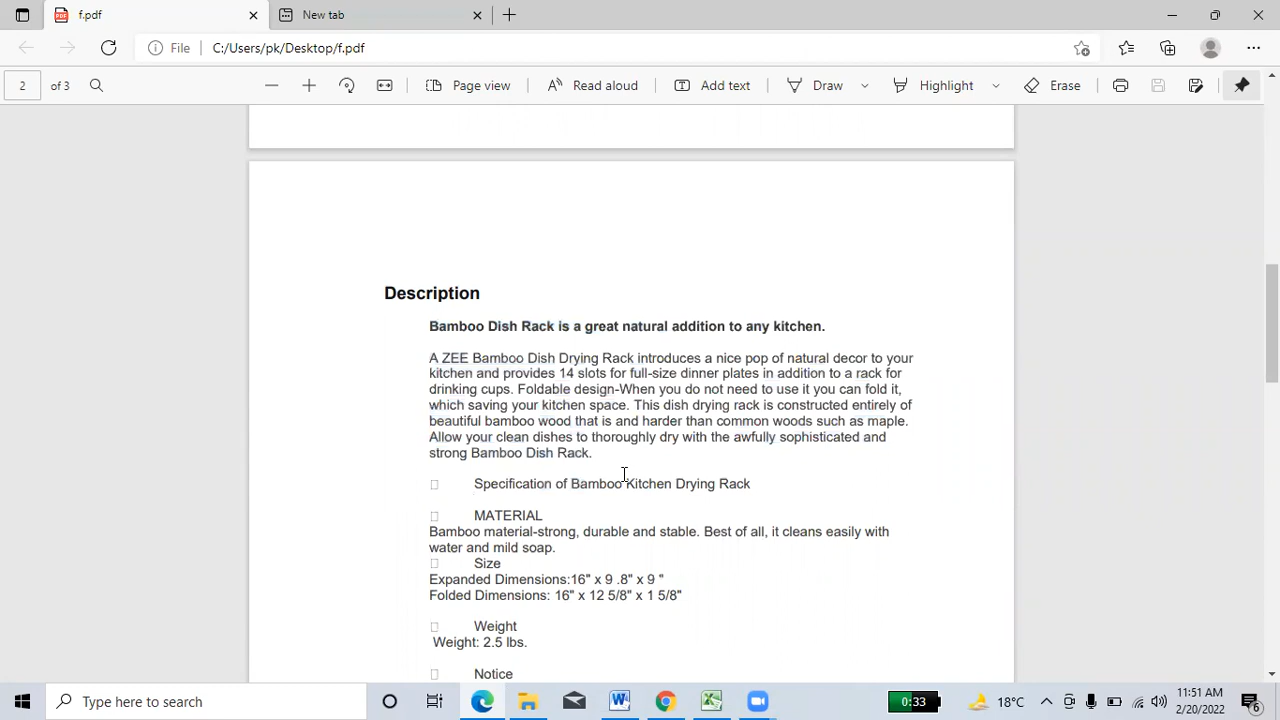 f.pdf
New tab
File
C:/Users/pk/Desktop/f.pdf
2 of 3
Page view
Read aloud
Add text
Draw
Highlight
Erase
Description
Bamboo Dish Rack is a great natural addition to any kitchen.
A ZEE Bamboo Dish Drying Rack introduces a nice pop of natural decor to your
kitchen and provides 14 slots for full-size dinner plates in addition to a rack for
drinking cups. Foldable design-When you do not need to use it you can fold it,
which saving your kitchen space. This dish drying rack is constructed entirely of
beautiful bamboo wood that is and harder than common woods such as maple.
Allow your clean dishes to thoroughly dry with the awfully sophisticated and
strong Bamboo Dish Rack.
Specification of Bamboo Kitchen Drying Rack
MATERIAL
Bamboo material-strong, durable and stable. Best of all, it cleans easily with
water and mild soap.
Size
Expanded Dimensions:16" x 9 .8" x 9 "
Folded Dimensions: 16" x 12 5/8" x 1 5/8"
Weight
Weight: 2.5 lbs.
Notice
Type here to search
0:33
18°C
11:51 AM
2/20/2022
6